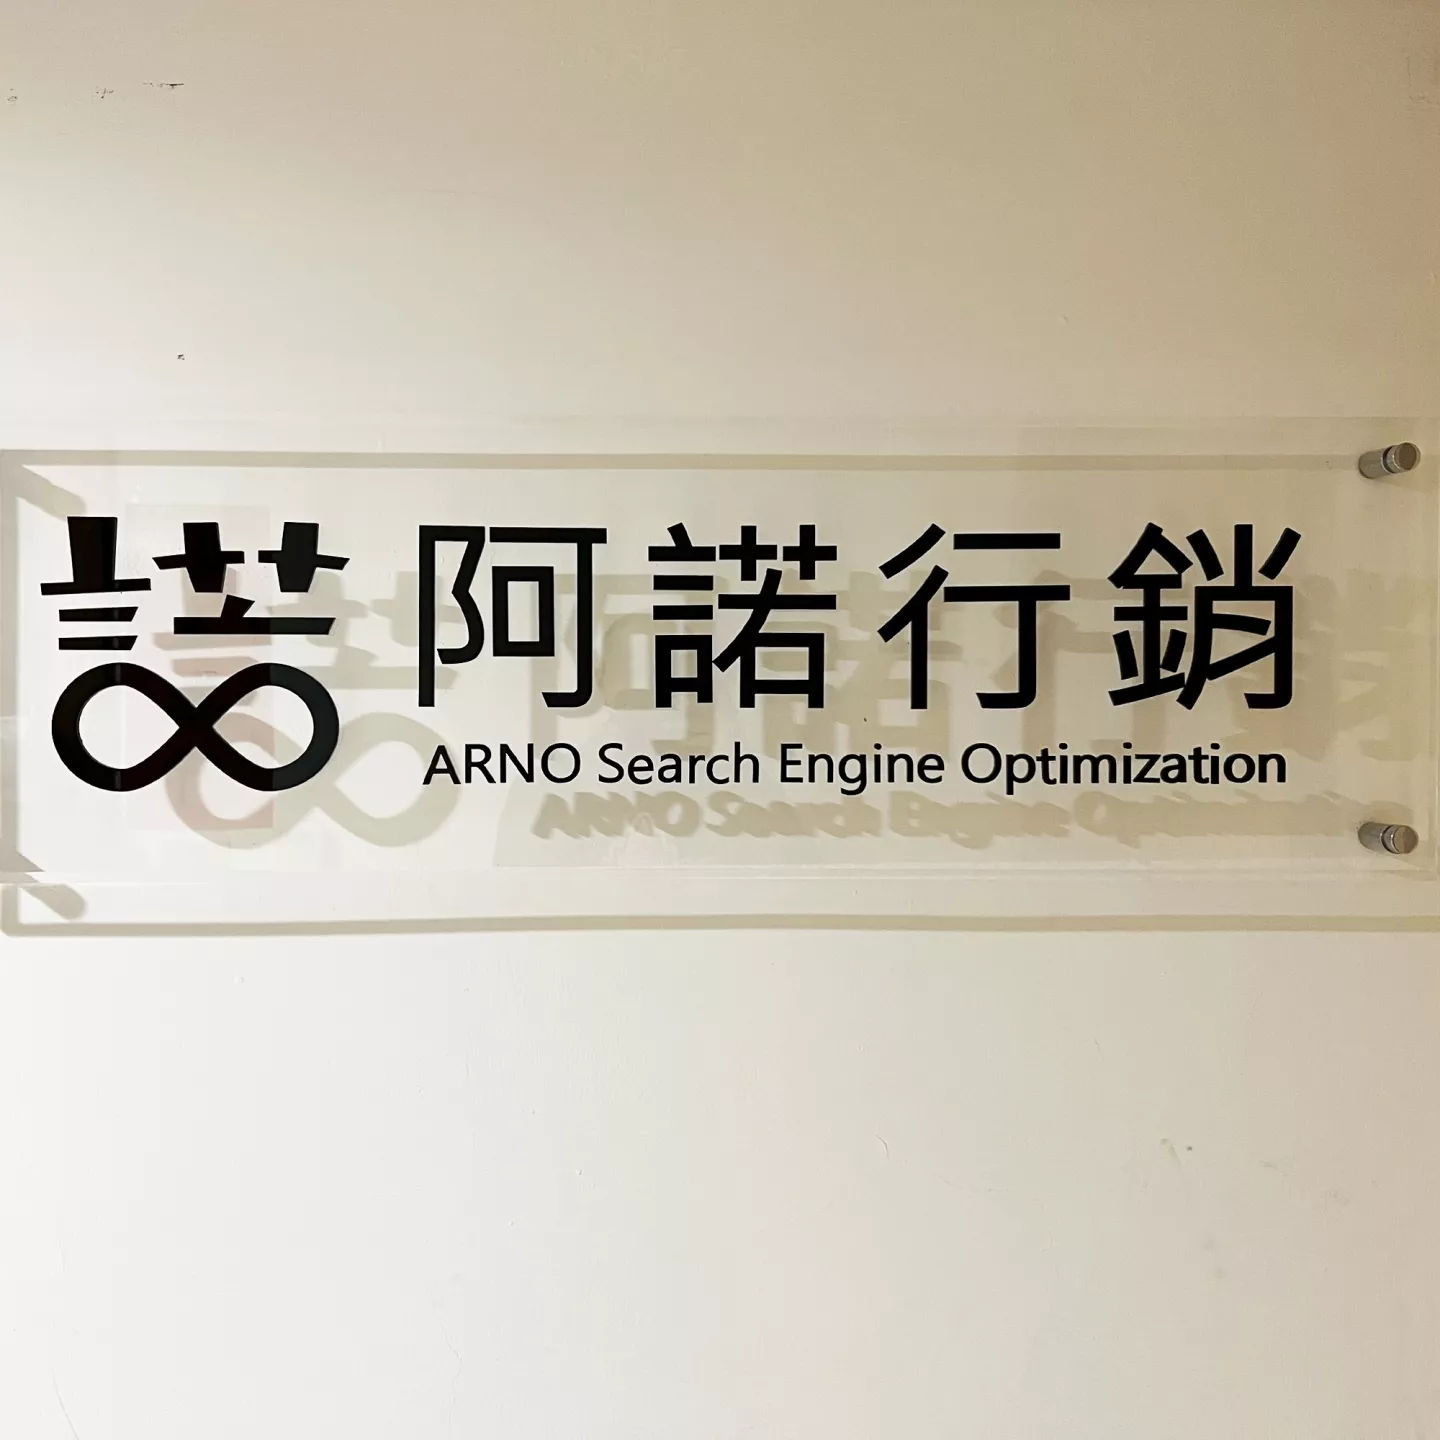 阿諾行銷
ARNO Search Engine Optimization